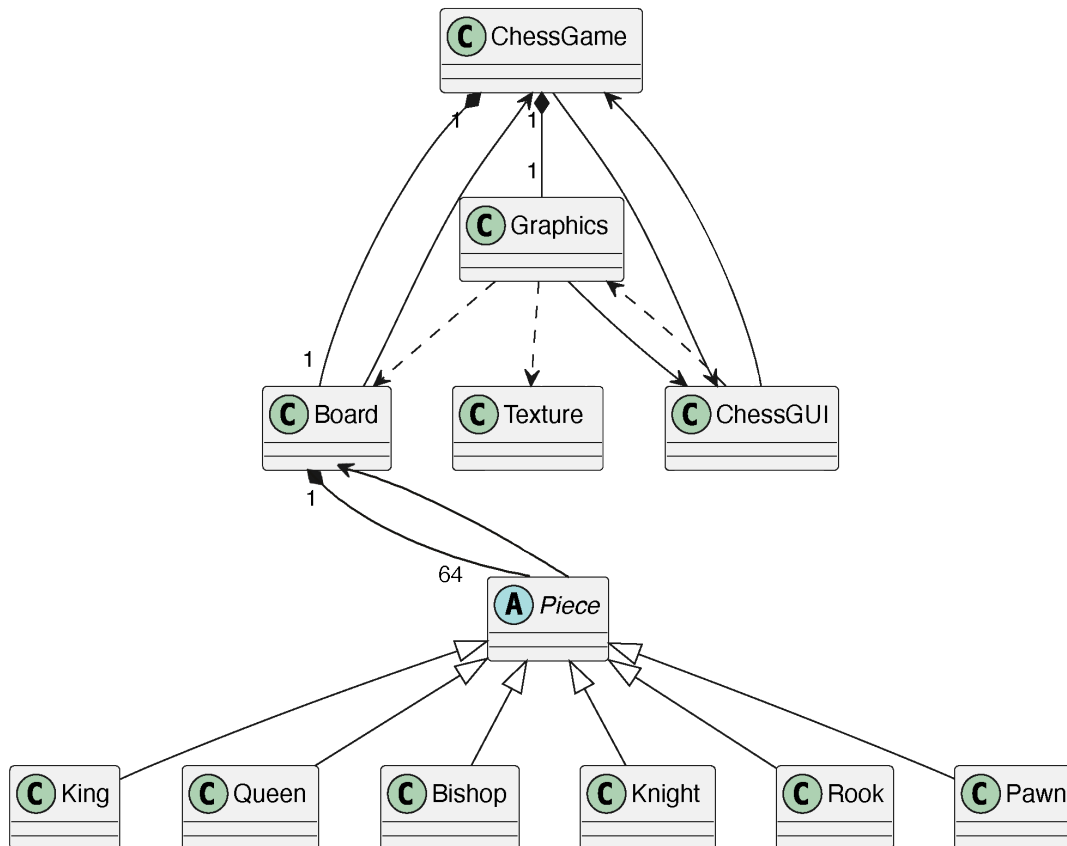 C ChessGame
1
1
1
C Graphics
1
C Board
C Texture
C ChessGUI
1
64
A Piece
C King
C Queen
C Bishop
C Knight
C Rook
C Pawn